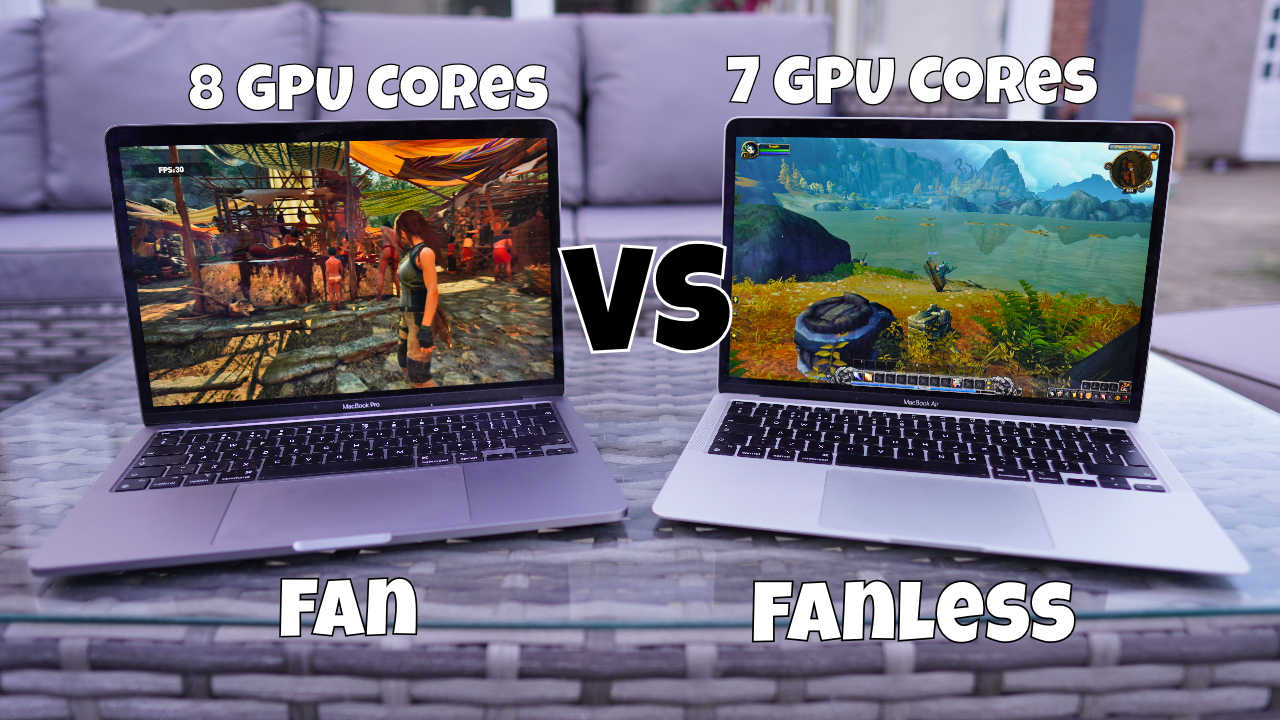 8 GPU CORES
7 GPU CORES
FPS:30
VS
MacBook Pro
MacBook Air
FAN
FANLESS